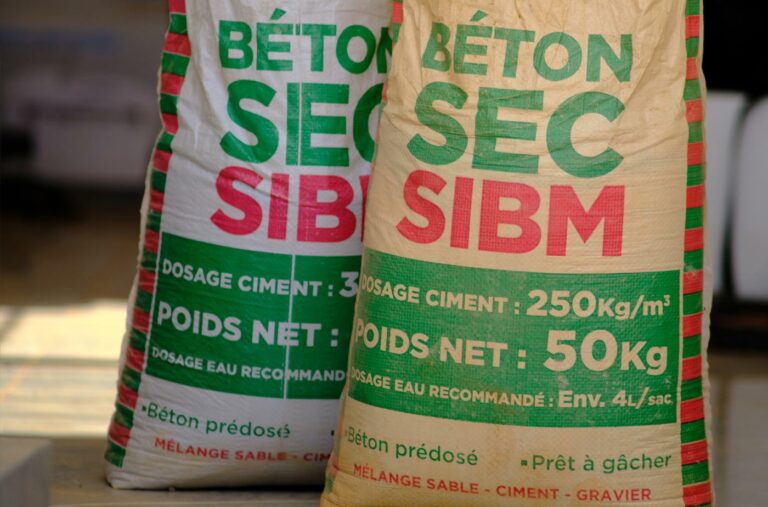 BÉTON
SEC
SIB
DOSAGE CIMENT : 3
POIDS NET :
DOSAGE EAU RECOMMAND
▪Béton prédosé
MÉLANGE SABLE - CIM
BÉTON
SEC
SIBM
DOSAGE CIMENT : 250Kg/m³
POIDS NET : 50Kg
DOSAGE EAU RECOMMANDÉ : Env. 4L/sac
▪Béton prédosé ▪Prêt à gâcher
MÉLANGE SABLE - CIMENT - GRAVIER